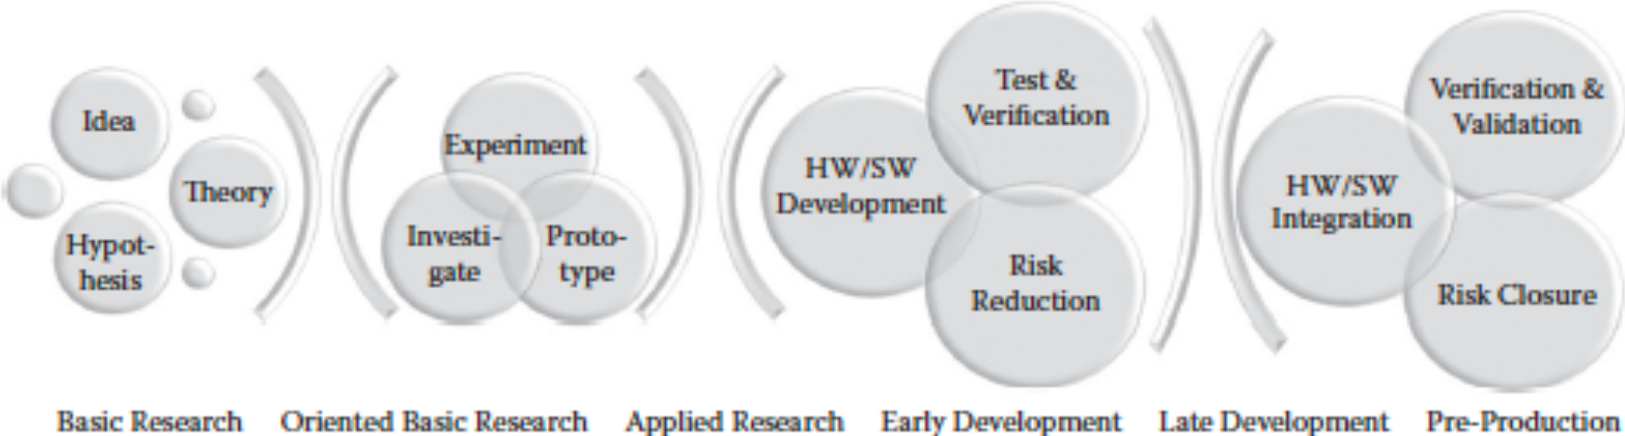 Idea
Theory
Hypot-
hesis
Experiment
Investi-
gate
Proto-
type
HW/SW
Development
Test &
Verification
Risk
Reduction
HW/SW
Integration
Verification &
Validation
Risk Closure
Basic Research
Oriented Basic Research
Applied Research
Early Development
Late Development
Pre-Production